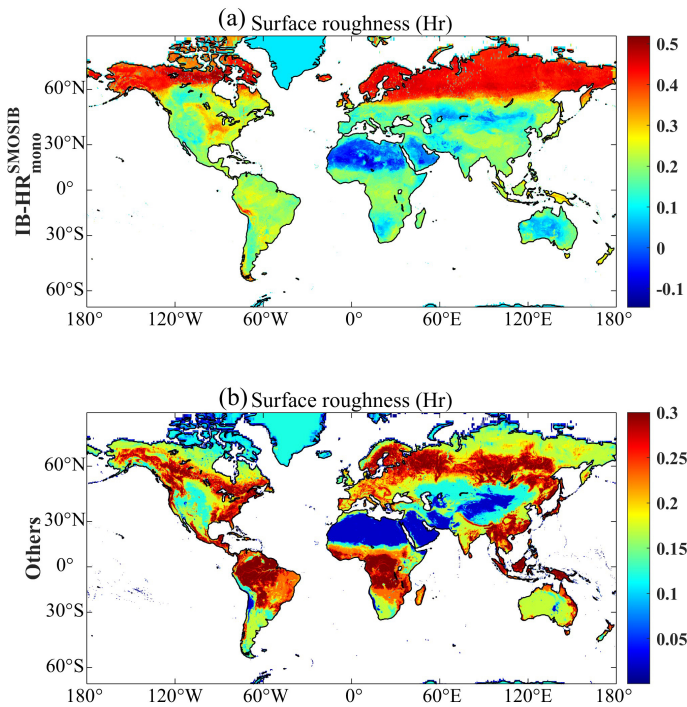 (a) Surface roughness (Hr)
IB-HR SMOSIB mono
60°N
30°N
0°
30°S
60°S
180° 120°W 60°W 0° 60°E 120°E 180°
0.5
0.4
0.3
0.2
0.1
0
-0.1
(b) Surface roughness (Hr)
Others
60°N
30°N
0°
30°S
60°S
180° 120°W 60°W 0° 60°E 120°E 180°
0.3
0.25
0.2
0.15
0.1
0.05